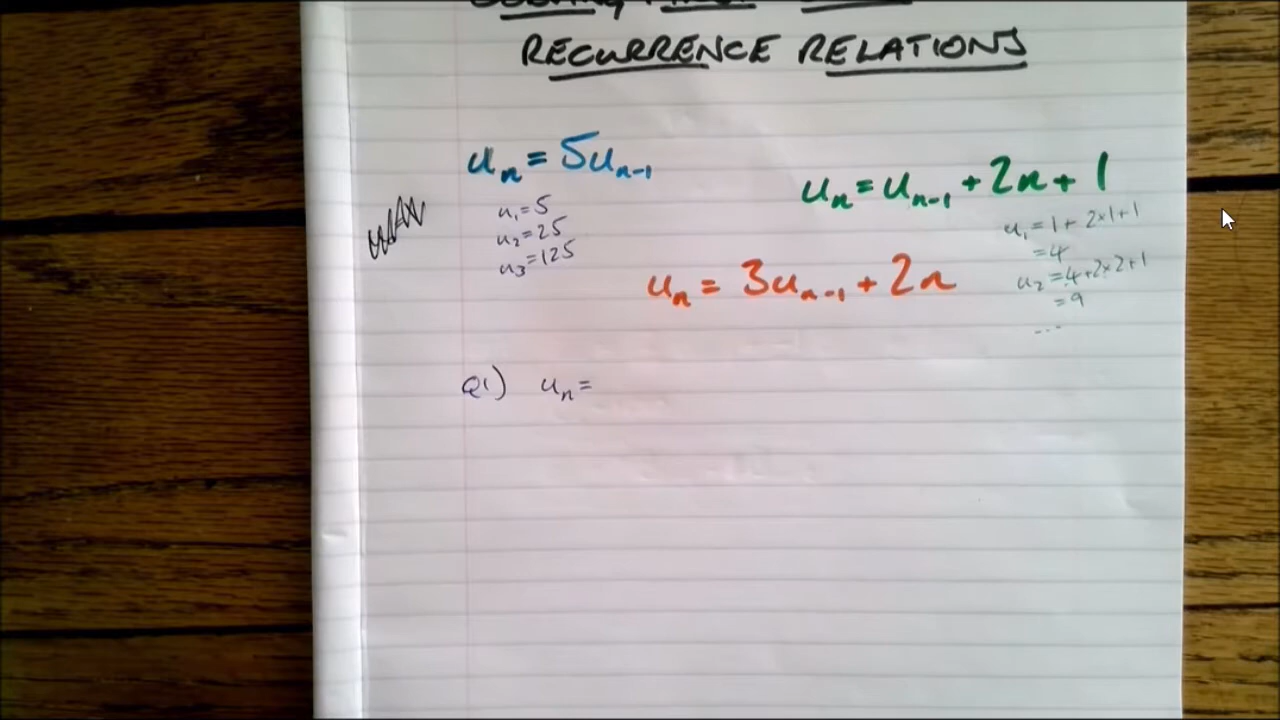 RECURRENCE RELATIONS
uₙ = 5uₙ₋₁
u₁=5
u₂=25
u₃=125
uₙ = uₙ₋₁ + 2n + 1
u₁ = 1 + 2×1+1
=4
u₂ = 4+2×2+1
=9
...
uₙ = 3uₙ₋₁ + 2n
Q1) uₙ=